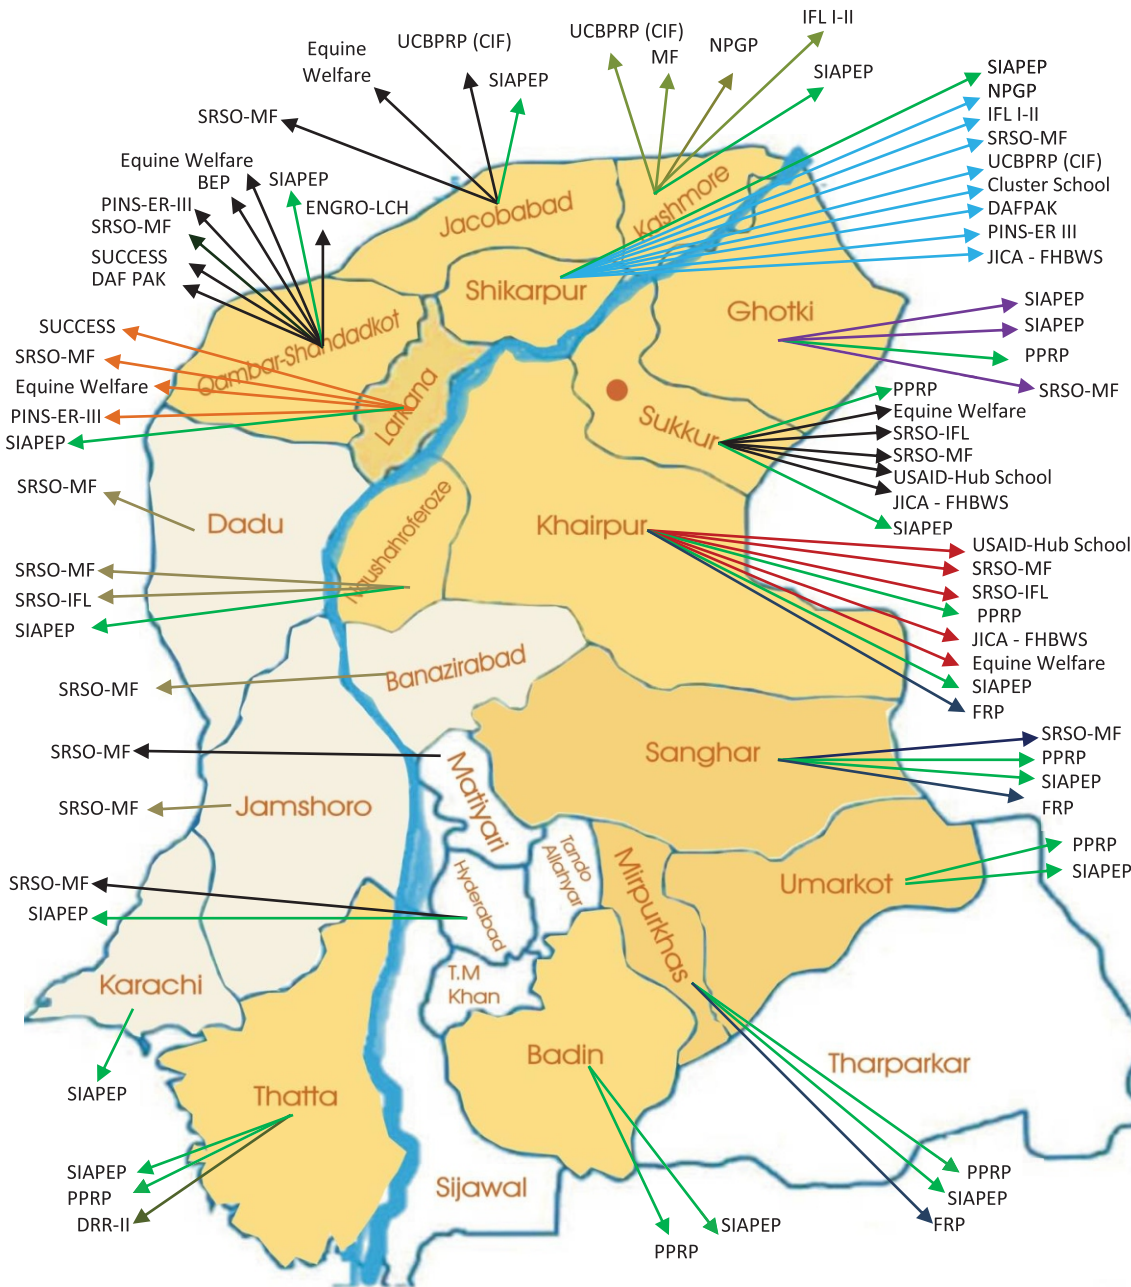 IFL I-II
UCBPRP (CIF)
MF
NPGP
SIAPEP
UCBPRP (CIF)
Equine
Welfare
SIAPEP
SRSO-MF
SIAPEP
NPGP
IFL I-II
SRSO-MF
UCBPRP (CIF)
Cluster School
DAFPAK
PINS-ER III
JICA - FHBWS
Equine Welfare
BEP
SIAPEP
PINS-ER-III
ENGRO-LCH
SRSO-MF
SUCCESS
DAF PAK
Jacobabad
Kashmore
Shikarpur
Ghotki
SIAPEP
SIAPEP
PPRP
SRSO-MF
Qambar-Shahdadkot
SUCCESS
SRSO-MF
Equine Welfare
PINS-ER-III
SIAPEP
Larkana
Sukkur
PPRP
Equine Welfare
SRSO-IFL
SRSO-MF
USAID-Hub School
JICA - FHBWS
SIAPEP
SRSO-MF
Dadu
Naushahroferoze
Khairpur
USAID-Hub School
SRSO-MF
SRSO-IFL
PPRP
JICA - FHBWS
Equine Welfare
SIAPEP
FRP
SRSO-MF
SRSO-IFL
SIAPEP
SRSO-MF
Banazirabad
SRSO-MF
Matiyari
Sanghar
SRSO-MF
PPRP
SIAPEP
FRP
SRSO-MF
Jamshoro
SRSO-MF
SIAPEP
Hyderabad
Tando
Allahyar
Mirpurkhas
Umarkot
PPRP
SIAPEP
Karachi
T.M
Khan
SIAPEP
Thatta
Badin
Tharparkar
SIAPEP
PPRP
DRR-II
Sijawal
PPRP
SIAPEP
PPRP
SIAPEP
FRP